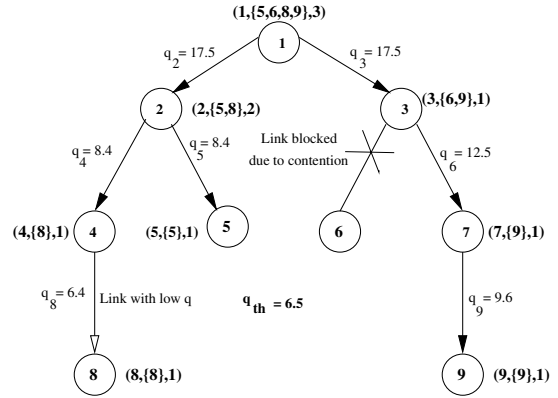 (1,{5,6,8,9},3)
1
q2 = 17.5
q3 = 17.5
2
(2,{5,8},2)
3
(3,{6,9},1)
Link blocked
due to contention
q4 = 8.4
q5 = 8.4
q6 = 12.5
(4,{8},1)
4
(5,{5},1)
5
6
7
(7,{9},1)
q8 = 6.4
Link with low q
qth = 6.5
q9 = 9.6
8
(8,{8},1)
9
(9,{9},1)